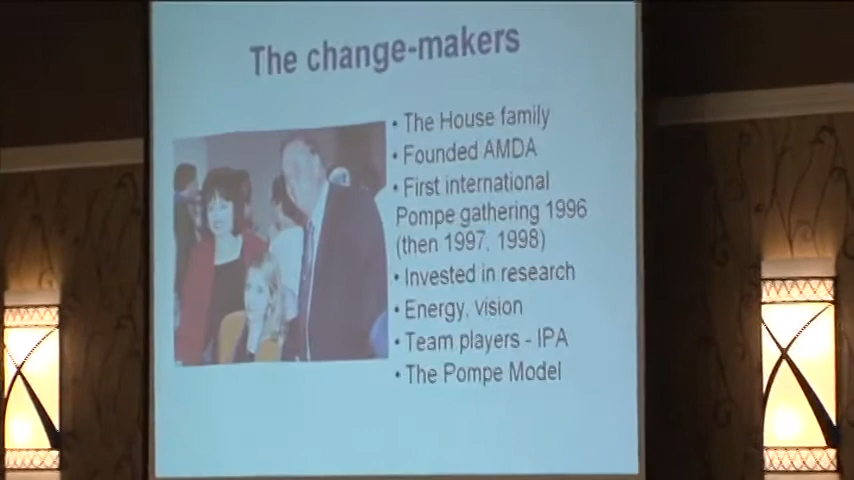 The change-makers
• The House family
• Founded AMDA
• First international
Pompe gathering in 1996
(then 1997, 1998)
• Invested in research
• Energy, vision
• Team players - IPA
• The Pompe Model